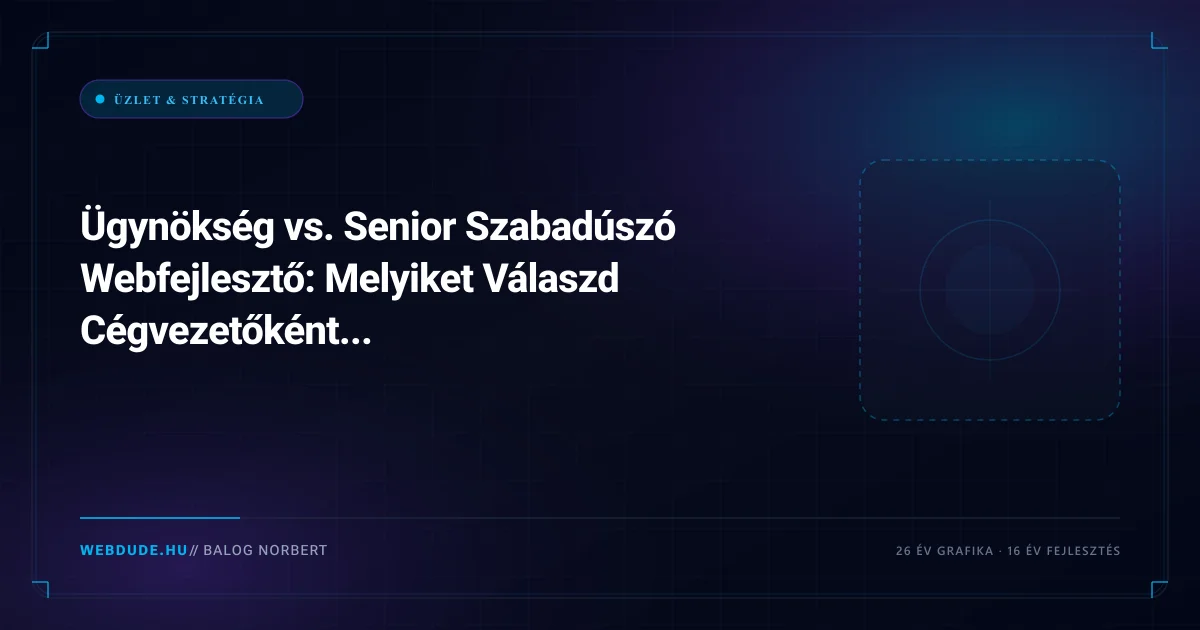 ÜZLET & STRATÉGIA
Ügynökség vs. Senior Szabadúszó
Webfejlesztő: Melyiket Válaszd
Cégvezetőként...
WEBDUDE.HU // BALOG NORBERT
26 ÉV GRAFIKA · 16 ÉV FEJLESZTÉS